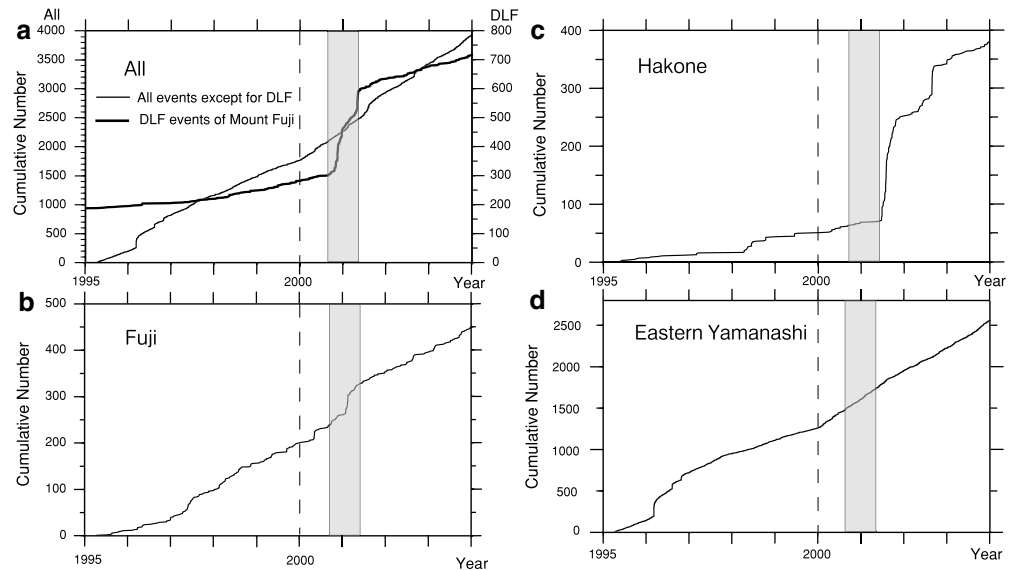 a
All
DLF
4000
3500
3000
2500
2000
1500
1000
500
0
800
700
600
500
400
300
200
100
0
Cumulative Number
Cumulative Number
All
All events except for DLF
DLF events of Mount Fuji
1995
2000
Year
b
500
400
300
200
100
0
Cumulative Number
Fuji
1995
2000
Year
c
400
300
200
100
0
Cumulative Number
Hakone
1995
2000
Year
d
2500
2000
1500
1000
500
0
Cumulative Number
Eastern Yamanashi
1995
2000
Year